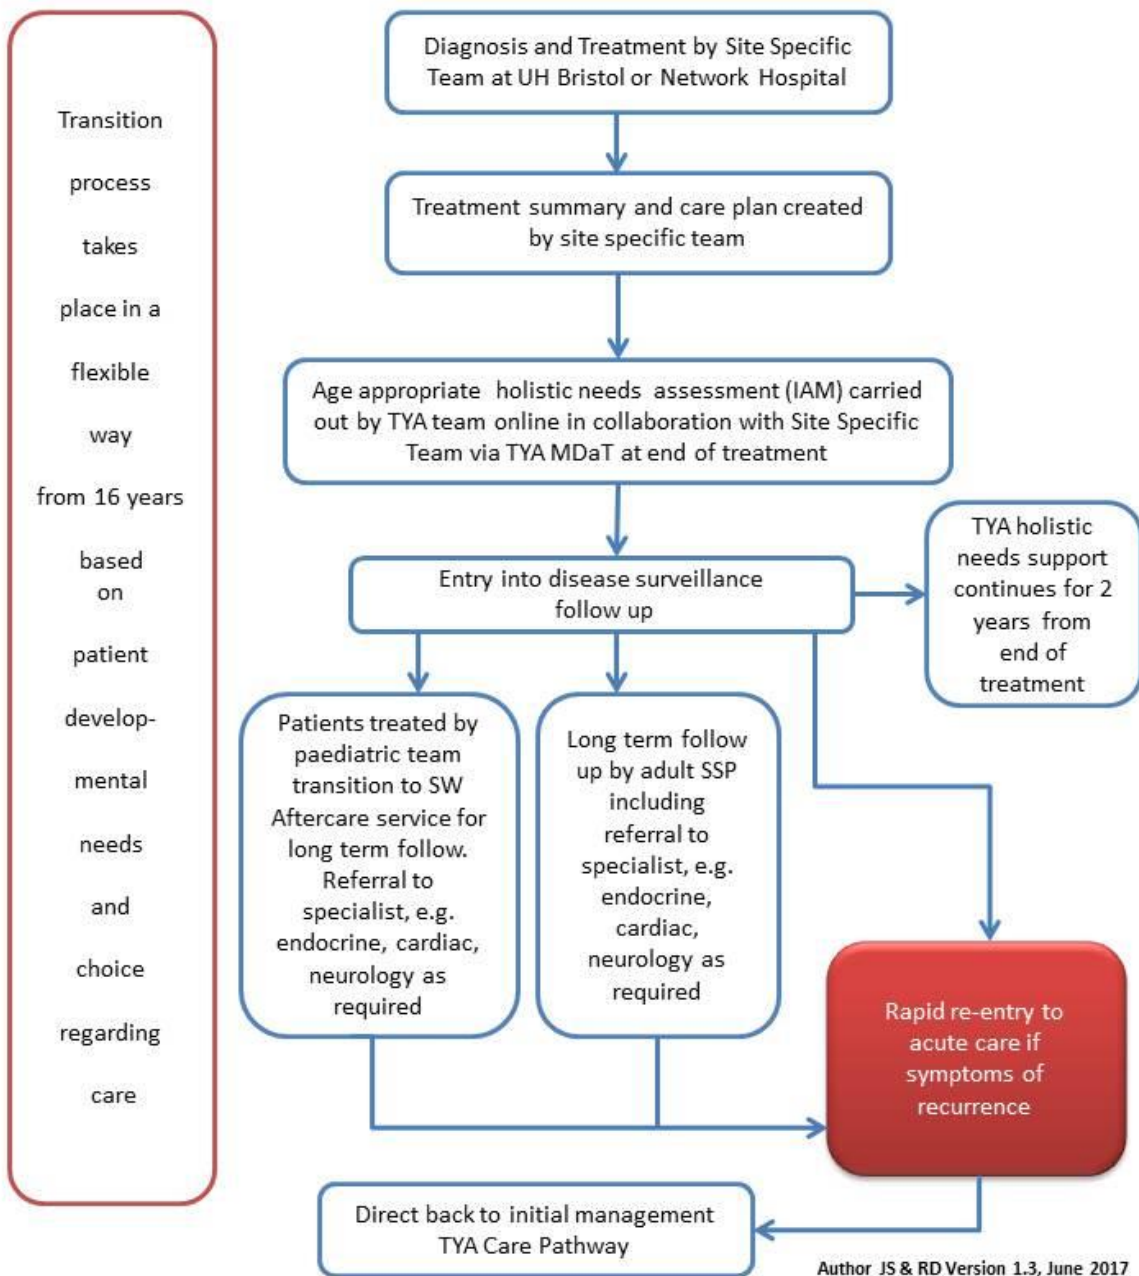 Transition
process
takes
place in a
flexible
way
from 16 years
based
on
patient
develop-
mental
needs
and
choice
regarding
care
Diagnosis and Treatment by Site Specific
Team at UH Bristol or Network Hospital
Treatment summary and care plan created
by site specific team
Age appropriate holistic needs assessment (IAM) carried
out by TYA team online in collaboration with Site Specific
Team via TYA MDaT at end of treatment
Entry into disease surveillance
follow up
TYA holistic
needs support
continues for 2
years from
end of
treatment
Patients treated by
paediatric team
transition to SW
Aftercare service for
long term follow.
Referral to
specialist, e.g.
endocrine, cardiac,
neurology as
required
Long term follow
up by adult SSP
including
referral to
specialist, e.g.
endocrine,
cardiac,
neurology as
required
Rapid re-entry to
acute care if
symptoms of
recurrence
Direct back to initial management
TYA Care Pathway
Author JS & RD Version 1.3, June 2017